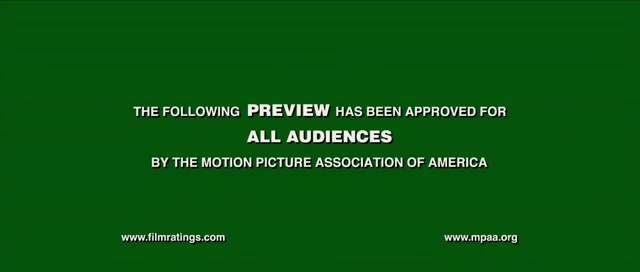 THE FOLLOWING PREVIEW HAS BEEN APPROVED FOR
ALL AUDIENCES
BY THE MOTION PICTURE ASSOCIATION OF AMERICA
www.filmratings.com www.mpaa.org